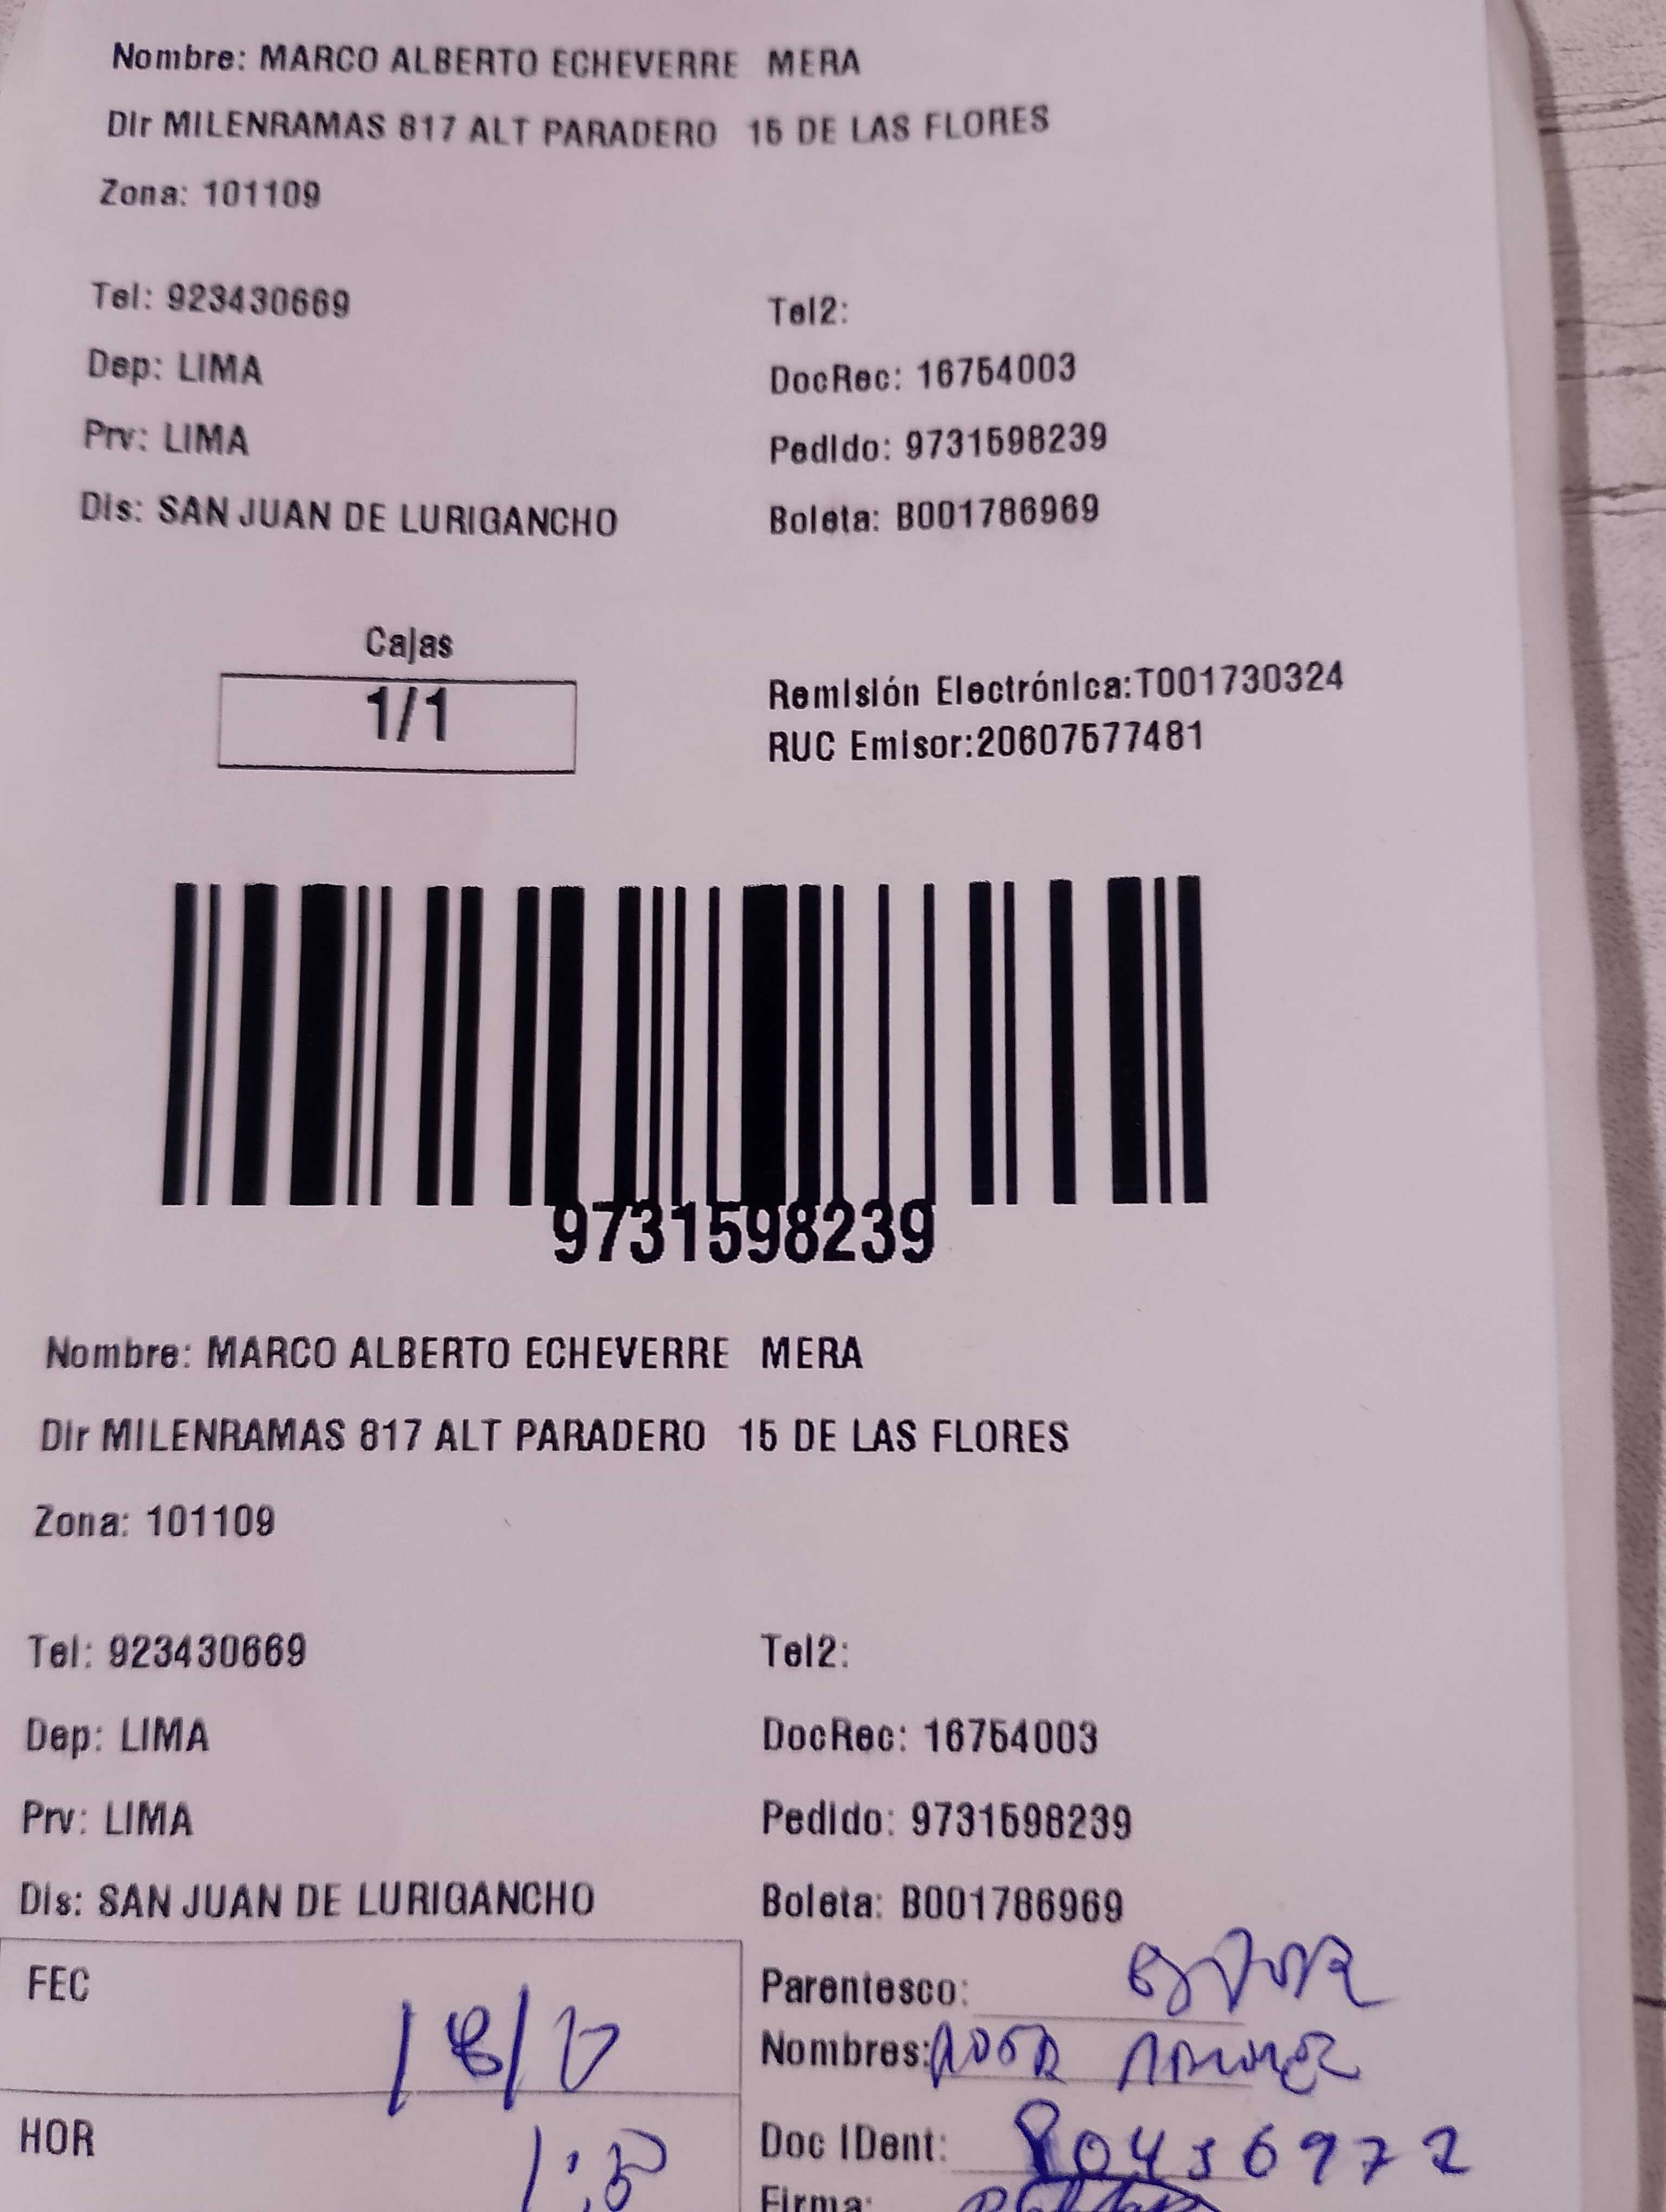 Nombre: MARCO ALBERTO ECHEVERRE MERA
Dir MILENRAMAS 817 ALT PARADERO 15 DE LAS FLORES
Zona: 101109
Tel: 923430669
Tel2:
Dep: LIMA
DocRec: 16754003
Prv: LIMA
Pedido: 9731598239
Dis: SAN JUAN DE LURIGANCHO
Boleta: B001786969
Cajas
1/1
Remisión Electrónica:T001730324
RUC Emisor:20607577481
9731598239
Nombre: MARCO ALBERTO ECHEVERRE MERA
Dir MILENRAMAS 817 ALT PARADERO 15 DE LAS FLORES
Zona: 101109
Tel: 923430669
Tel2:
Dep: LIMA
DocRec: 16754003
Prv: LIMA
Pedido: 9731598239
Dis: SAN JUAN DE LURIGANCHO
Boleta: B001786969
FEC
Parentesco:
Nombres:
HOR
Doc IDent: 80456972
Firma: